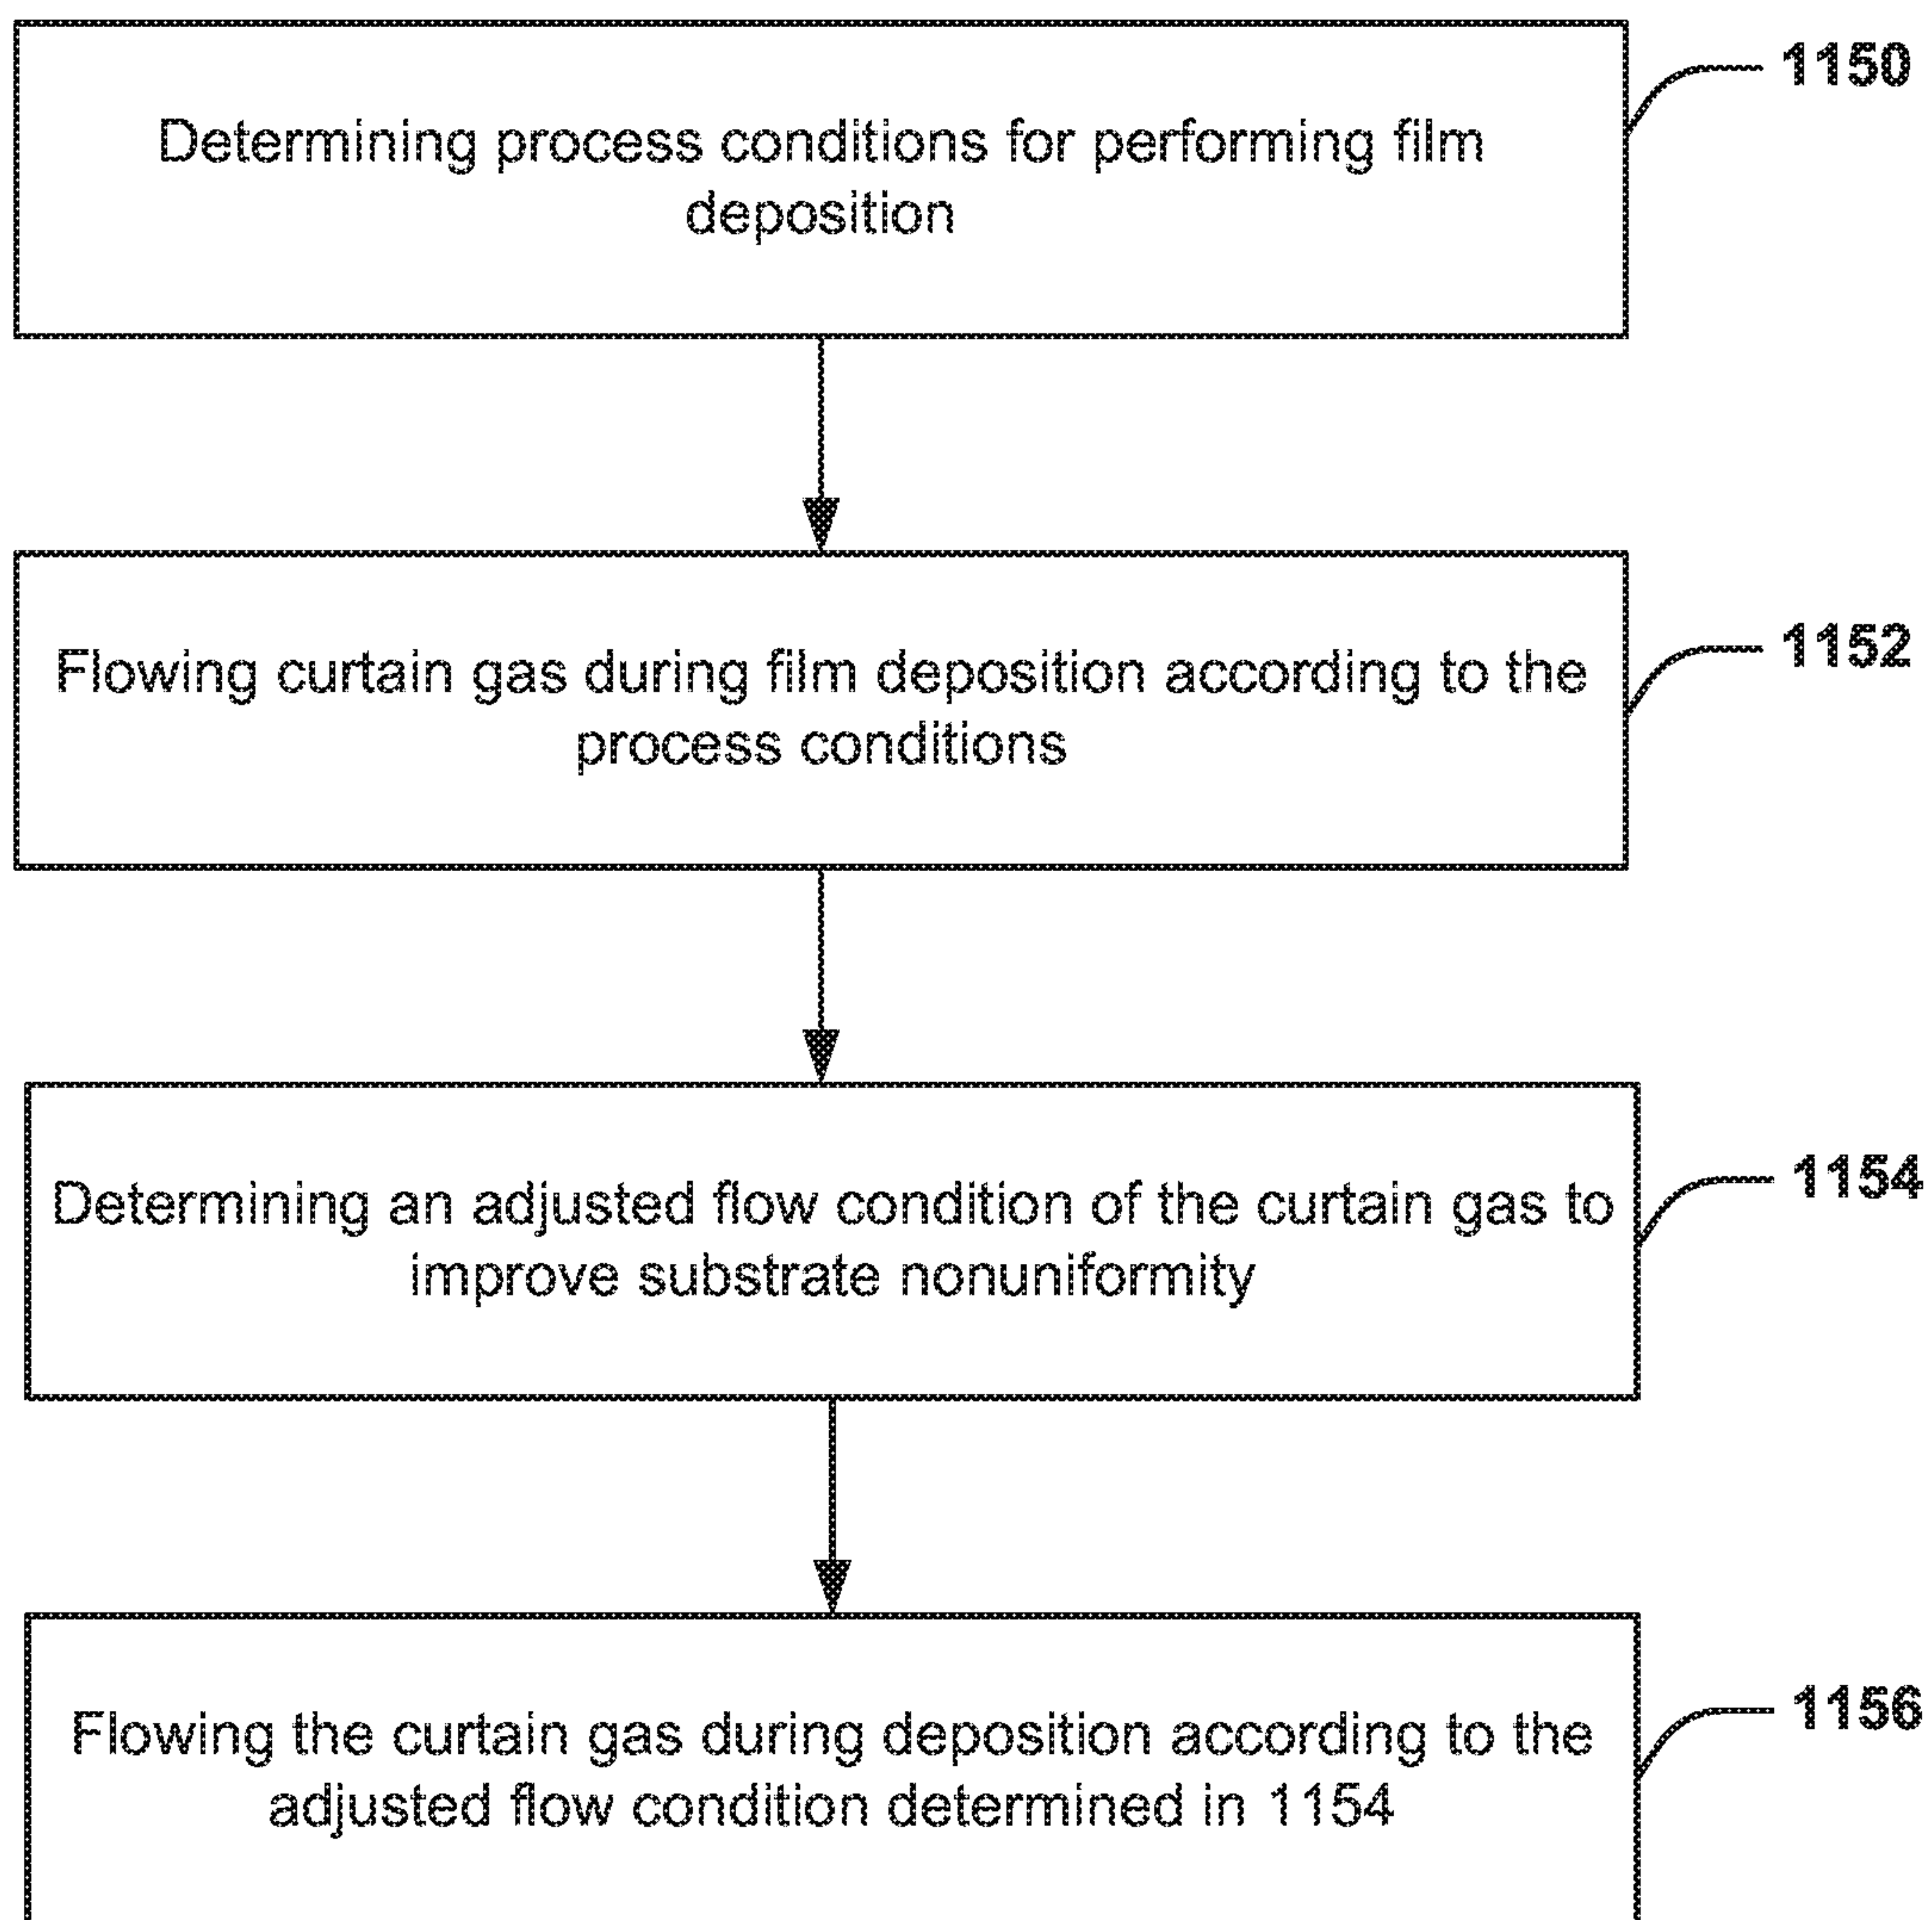 1150
Determining process conditions for performing film
deposition
1152
Flowing curtain gas during film deposition according to the
process conditions
1154
Determining an adjusted flow condition of the curtain gas to
improve substrate nonuniformity
1156
Flowing the curtain gas during deposition according to the
adjusted flow condition determined in 1154